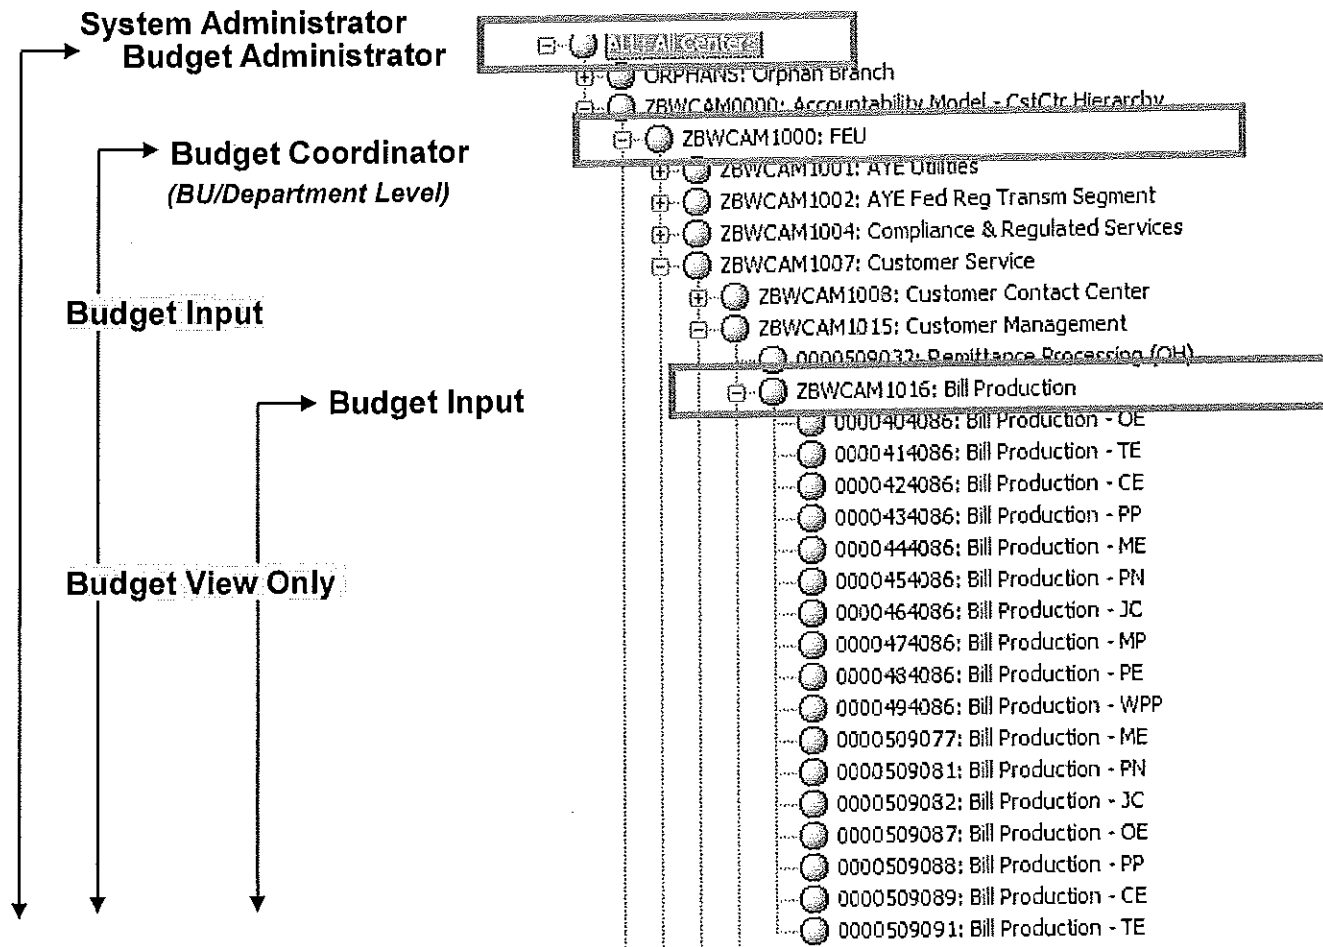 System Administrator
Budget Administrator
ALL: All Centers
ORPHANS: Orphan Branch
ZBWCAM0000: Accountability Model - CstCtr Hierarchy
Budget Coordinator
(BU/Department Level)
ZBWCAM1000: FEU
ZBWCAM1001: AYE Utilities
ZBWCAM1002: AYE Fed Reg Transm Segment
ZBWCAM1004: Compliance & Regulated Services
ZBWCAM1007: Customer Service
ZBWCAM1008: Customer Contact Center
Budget Input
ZBWCAM1015: Customer Management
0000509032: Remittance Processing (OH)
ZBWCAM1016: Bill Production
Budget Input
0000404086: Bill Production - OE
0000414086: Bill Production - TE
0000424086: Bill Production - CE
0000434086: Bill Production - PP
0000444086: Bill Production - ME
Budget View Only
0000454086: Bill Production - PN
0000464086: Bill Production - JC
0000474086: Bill Production - MP
0000484086: Bill Production - PE
0000494086: Bill Production - WPP
0000509077: Bill Production - ME
0000509081: Bill Production - PN
0000509082: Bill Production - JC
0000509087: Bill Production - OE
0000509088: Bill Production - PP
0000509089: Bill Production - CE
0000509091: Bill Production - TE